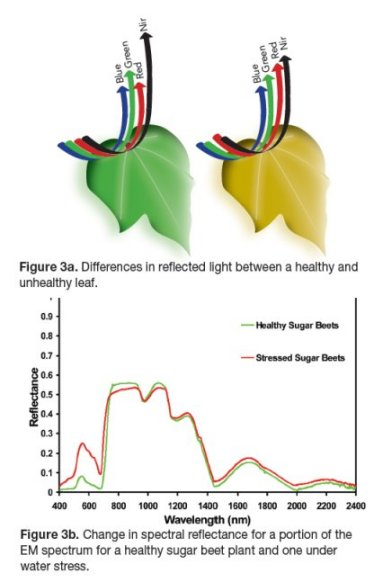 Blue
Green
Red
Nir
Blue
Green
Red
Nir
Figure 3a. Differences in reflected light between a healthy and
unhealthy leaf.
1
0.9
0.8
0.7
0.6
0.5
0.4
0.3
0.2
0.1
0
Reflectance
Healthy Sugar Beets
Stressed Sugar Beets
400 600 800 1000 1200 1400 1600 1800 2000 2200 2400
Wavelength (nm)
Figure 3b. Change in spectral reflectance for a portion of the
EM spectrum for a healthy sugar beet plant and one under
water stress.